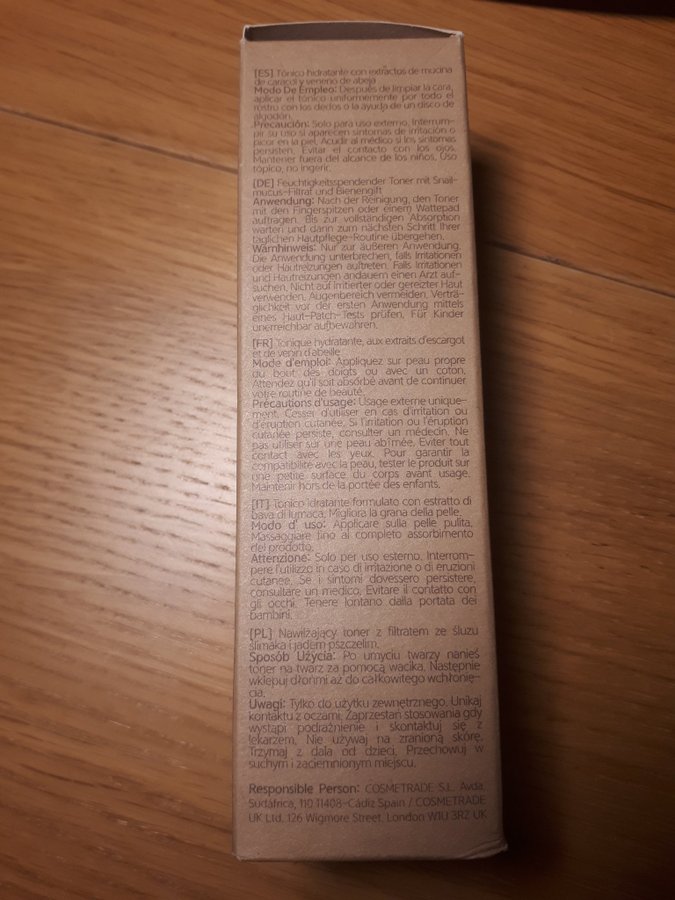 [ES] Tónico hidratante con extractos de mucina
de caracol y veneno de abeja
Modo De Empleo: Después de limpiar la cara,
aplicar el tónico uniformemente por todo el
rostro con los dedos o la ayuda de un disco de
algodón.
Precaución: Solo para uso externo. Interrum-
pir su uso si aparecen síntomas de irritación o
picor en la piel. Acudir al médico si los síntomas
persisten. Evitar el contacto con los ojos.
Mantener fuera del alcance de los niños. Uso
tópico, no ingerir.
[DE] Feuchtigkeitsspendender Toner mit Snail-
mucus-Filtrat und Bienengift
Anwendung: Nach der Reinigung, den Toner
mit den Fingerspitzen oder einem Wattepad
auftragen. Bis zur vollständigen Absorption
warten und dann zum nächsten Schritt Ihrer
täglichen Hautpflege-Routine übergehen.
Warnhinweis: Nur zur äußeren Anwendung.
Die Anwendung unterbrechen, falls Irritationen
oder Hautreizungen auftreten. Falls Irritationen
und Hautreizungen andauern einen Arzt auf-
suchen. Nicht auf irritierter oder gereizter Haut
verwenden. Augenbereich vermeiden. Verträ-
glichkeit vor der ersten Anwendung mittels
eines Haut-Patch-Tests prüfen. Für Kinder
unerreichbar aufbewahren.
[FR] Tonique hydratante, aux extraits d'escargot
et de venin d'abeille
Mode d'emploi: Appliquez sur peau propre
au bout des doigts ou avec un coton.
Attendez qu'il soit absorbé avant de continuer
votre routine de beauté.
Précautions d'usage: Usage externe unique-
ment. Cesser d'utiliser en cas d'irritation ou
d'éruption cutanée. Si l'irritation ou l'éruption
cutanée persiste, consulter un médecin. Ne
pas utiliser sur une peau abîmée. Eviter tout
contact avec les yeux. Pour garantir la
compatibilité avec la peau, tester le produit sur
une petite surface du corps avant usage.
Maintenir hors de la portée des enfants.
[IT] Tonico idratante formulato con estratto di
bava di lumaca. Migliora la grana della pelle.
Modo d' uso: Applicare sulla pelle pulita.
Massaggiare fino al completo assorbimento
del prodotto.
Attenzione: Solo per uso esterno. Interrom-
pere l'utilizzo in caso di irritazione o di eruzioni
cutanee. Se i sintomi dovessero persistere,
consultare un medico. Evitare il contatto con
gli occhi. Tenere lontano dalla portata dei
bambini.
[PL] Nawilżający toner z filtratem ze śluzu
ślimaka i jadem pszczelim.
Sposób Użycia: Po umyciu twarzy nanieś
toner na twarz za pomocą wacika. Następnie
wklepuj dłońmi aż do całkowitego wchłonię-
cia.
Uwagi: Tylko do użytku zewnętrznego. Unikaj
kontaktu z oczami. Zaprzestań stosowania gdy
wystąpi podrażnienie i skontaktuj się z
lekarzem. Nie używaj na zranioną skórę.
Trzymaj z dala od dzieci. Przechowuj w
suchym i zaciemnionym miejscu.
Responsible Person: COSMETRADE S.L. Avda.
Sudáfrica, 110 11408-Cádiz Spain / COSMETRADE
UK Ltd. 126 Wigmore Street. London W1U 3RZ UK